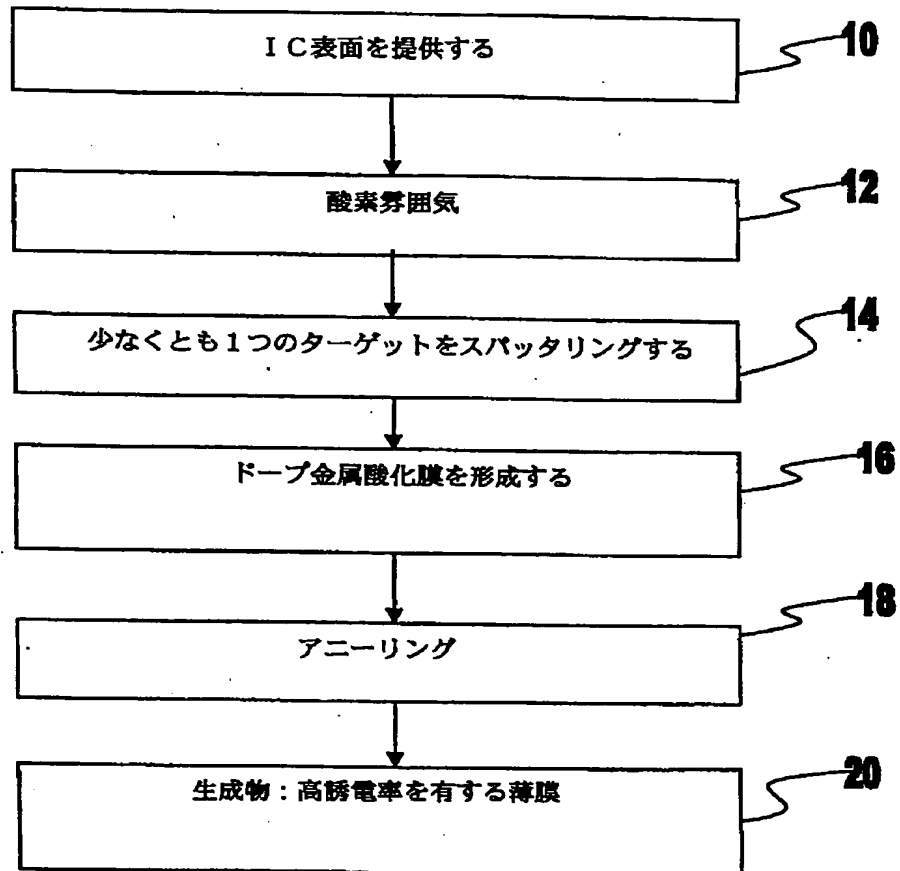 IC表面を提供する
10
酸素雰囲気
12
少なくとも1つのターゲットをスパッタリングする
14
ドープ金属酸化膜を形成する
16
アニーリング
18
生成物:高誘電率を有する薄膜
20